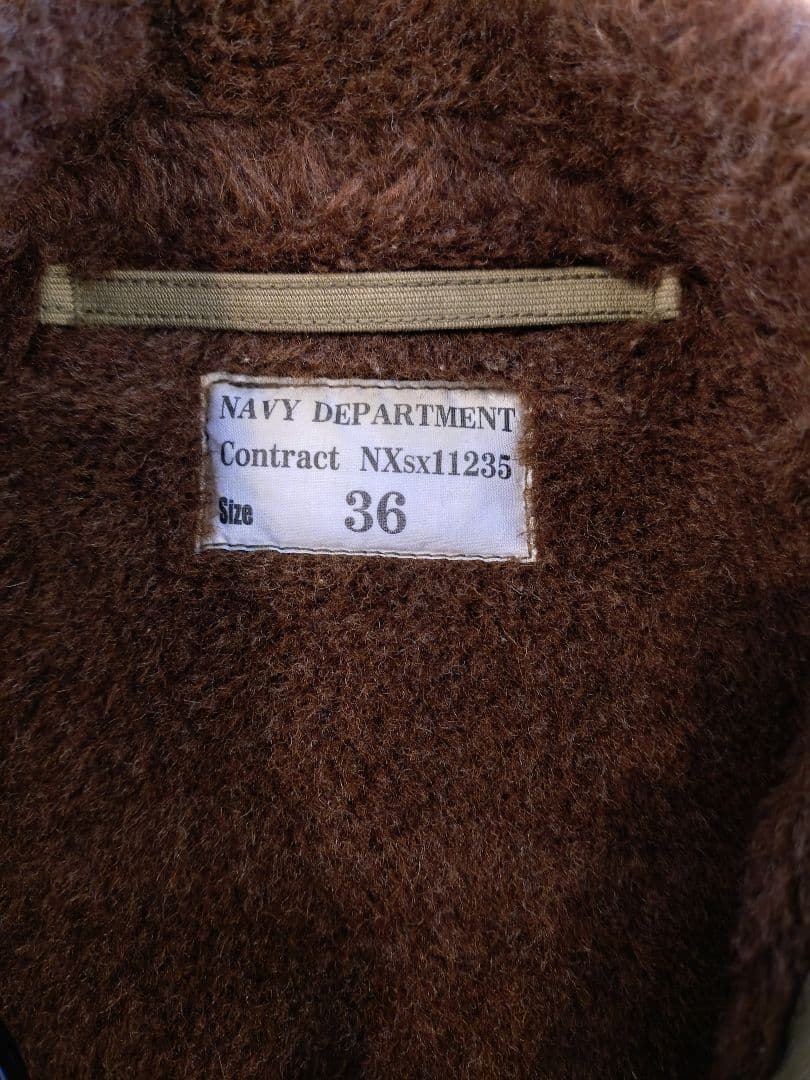 NAVY DEPARTMENT
Contract NXsx11235
Size 36